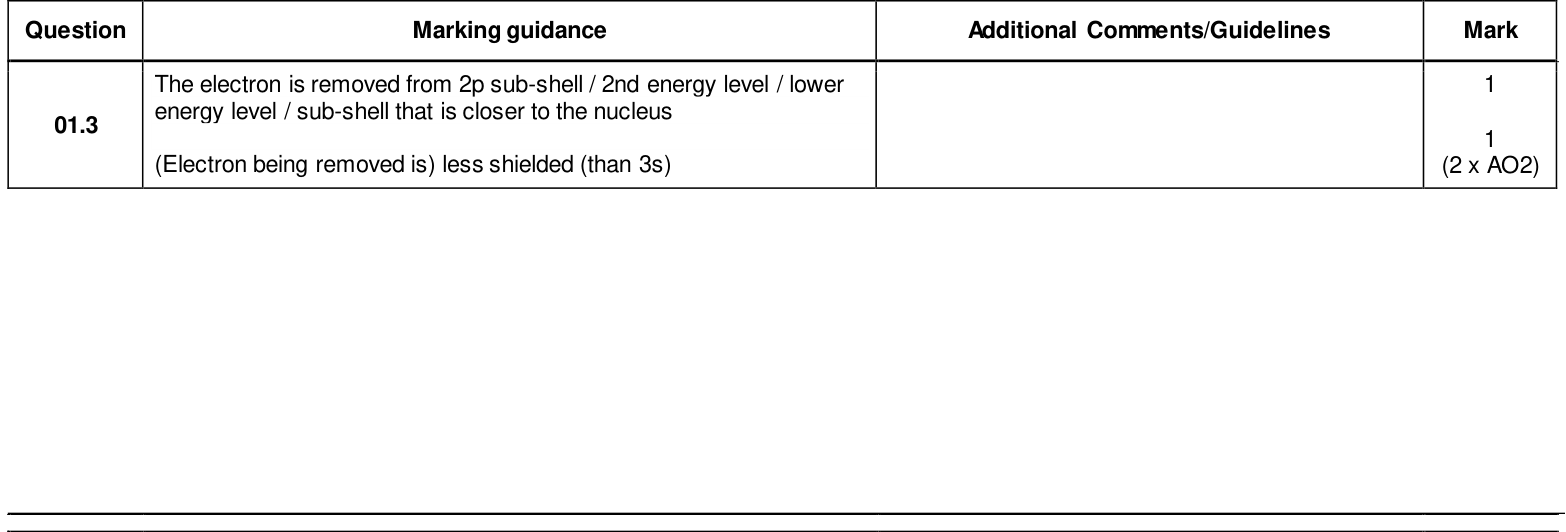 Question Marking guidance Additional Comments/Guidelines Mark
The electron is removed from 2p sub-shell / 2nd energy level / lower 1
energy level / sub-shell that is closer to the nucleus
01.3
1
(Electron being removed is) less shielded (than 3s) (2 x AO2)